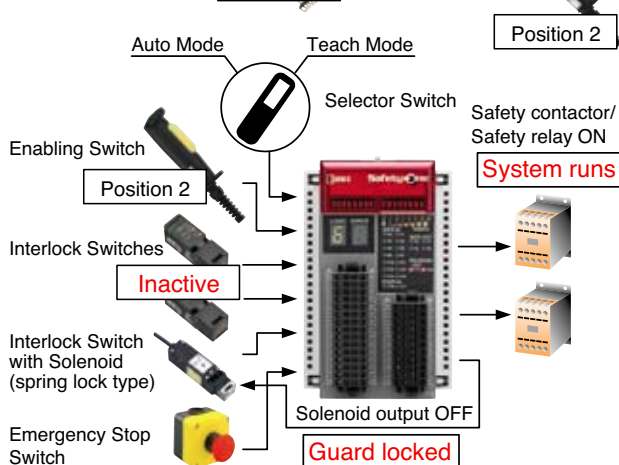 Position 2
Auto Mode
Teach Mode
Selector Switch
Safety contactor/
Safety relay ON
System runs
Enabling Switch
Position 2
Interlock Switches
Inactive
Interlock Switch
with Solenoid
(spring lock type)
Solenoid output OFF
Guard locked
Emergency Stop
Switch